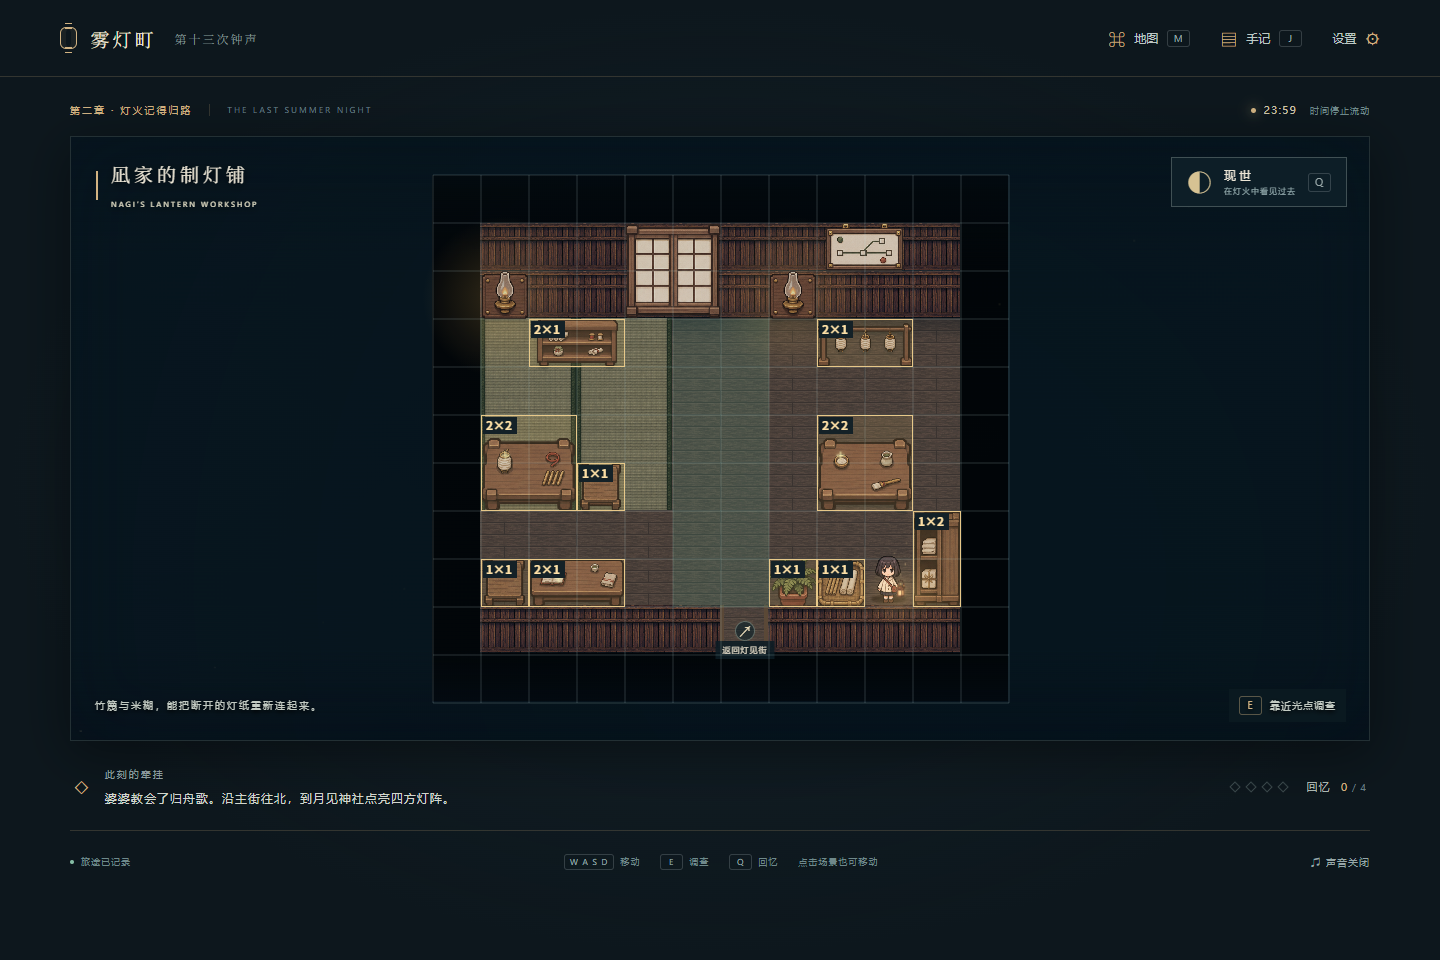 雾灯町
第十三次钟声
地图 M
手记 J
设置
第二章 · 灯火记得归路
THE LAST SUMMER NIGHT
23:59 时间停止流动
凪家的制灯铺
NAGI'S LANTERN WORKSHOP
现世
在灯火中看见过去
Q
2×1
2×1
2×2
2×2
1×1
1×2
1×1
2×1
1×1
1×1
返回灯见街
竹篾与米糊，能把断开的灯纸重新连起来。
E 靠近光点调查
此刻的牵挂
婆婆教会了归舟歌。沿主街往北，到月见神社点亮四方灯阵。
回忆 0 / 4
旅途已记录
W A S D 移动
E 调查
Q 回忆
点击场景也可移动
声音关闭